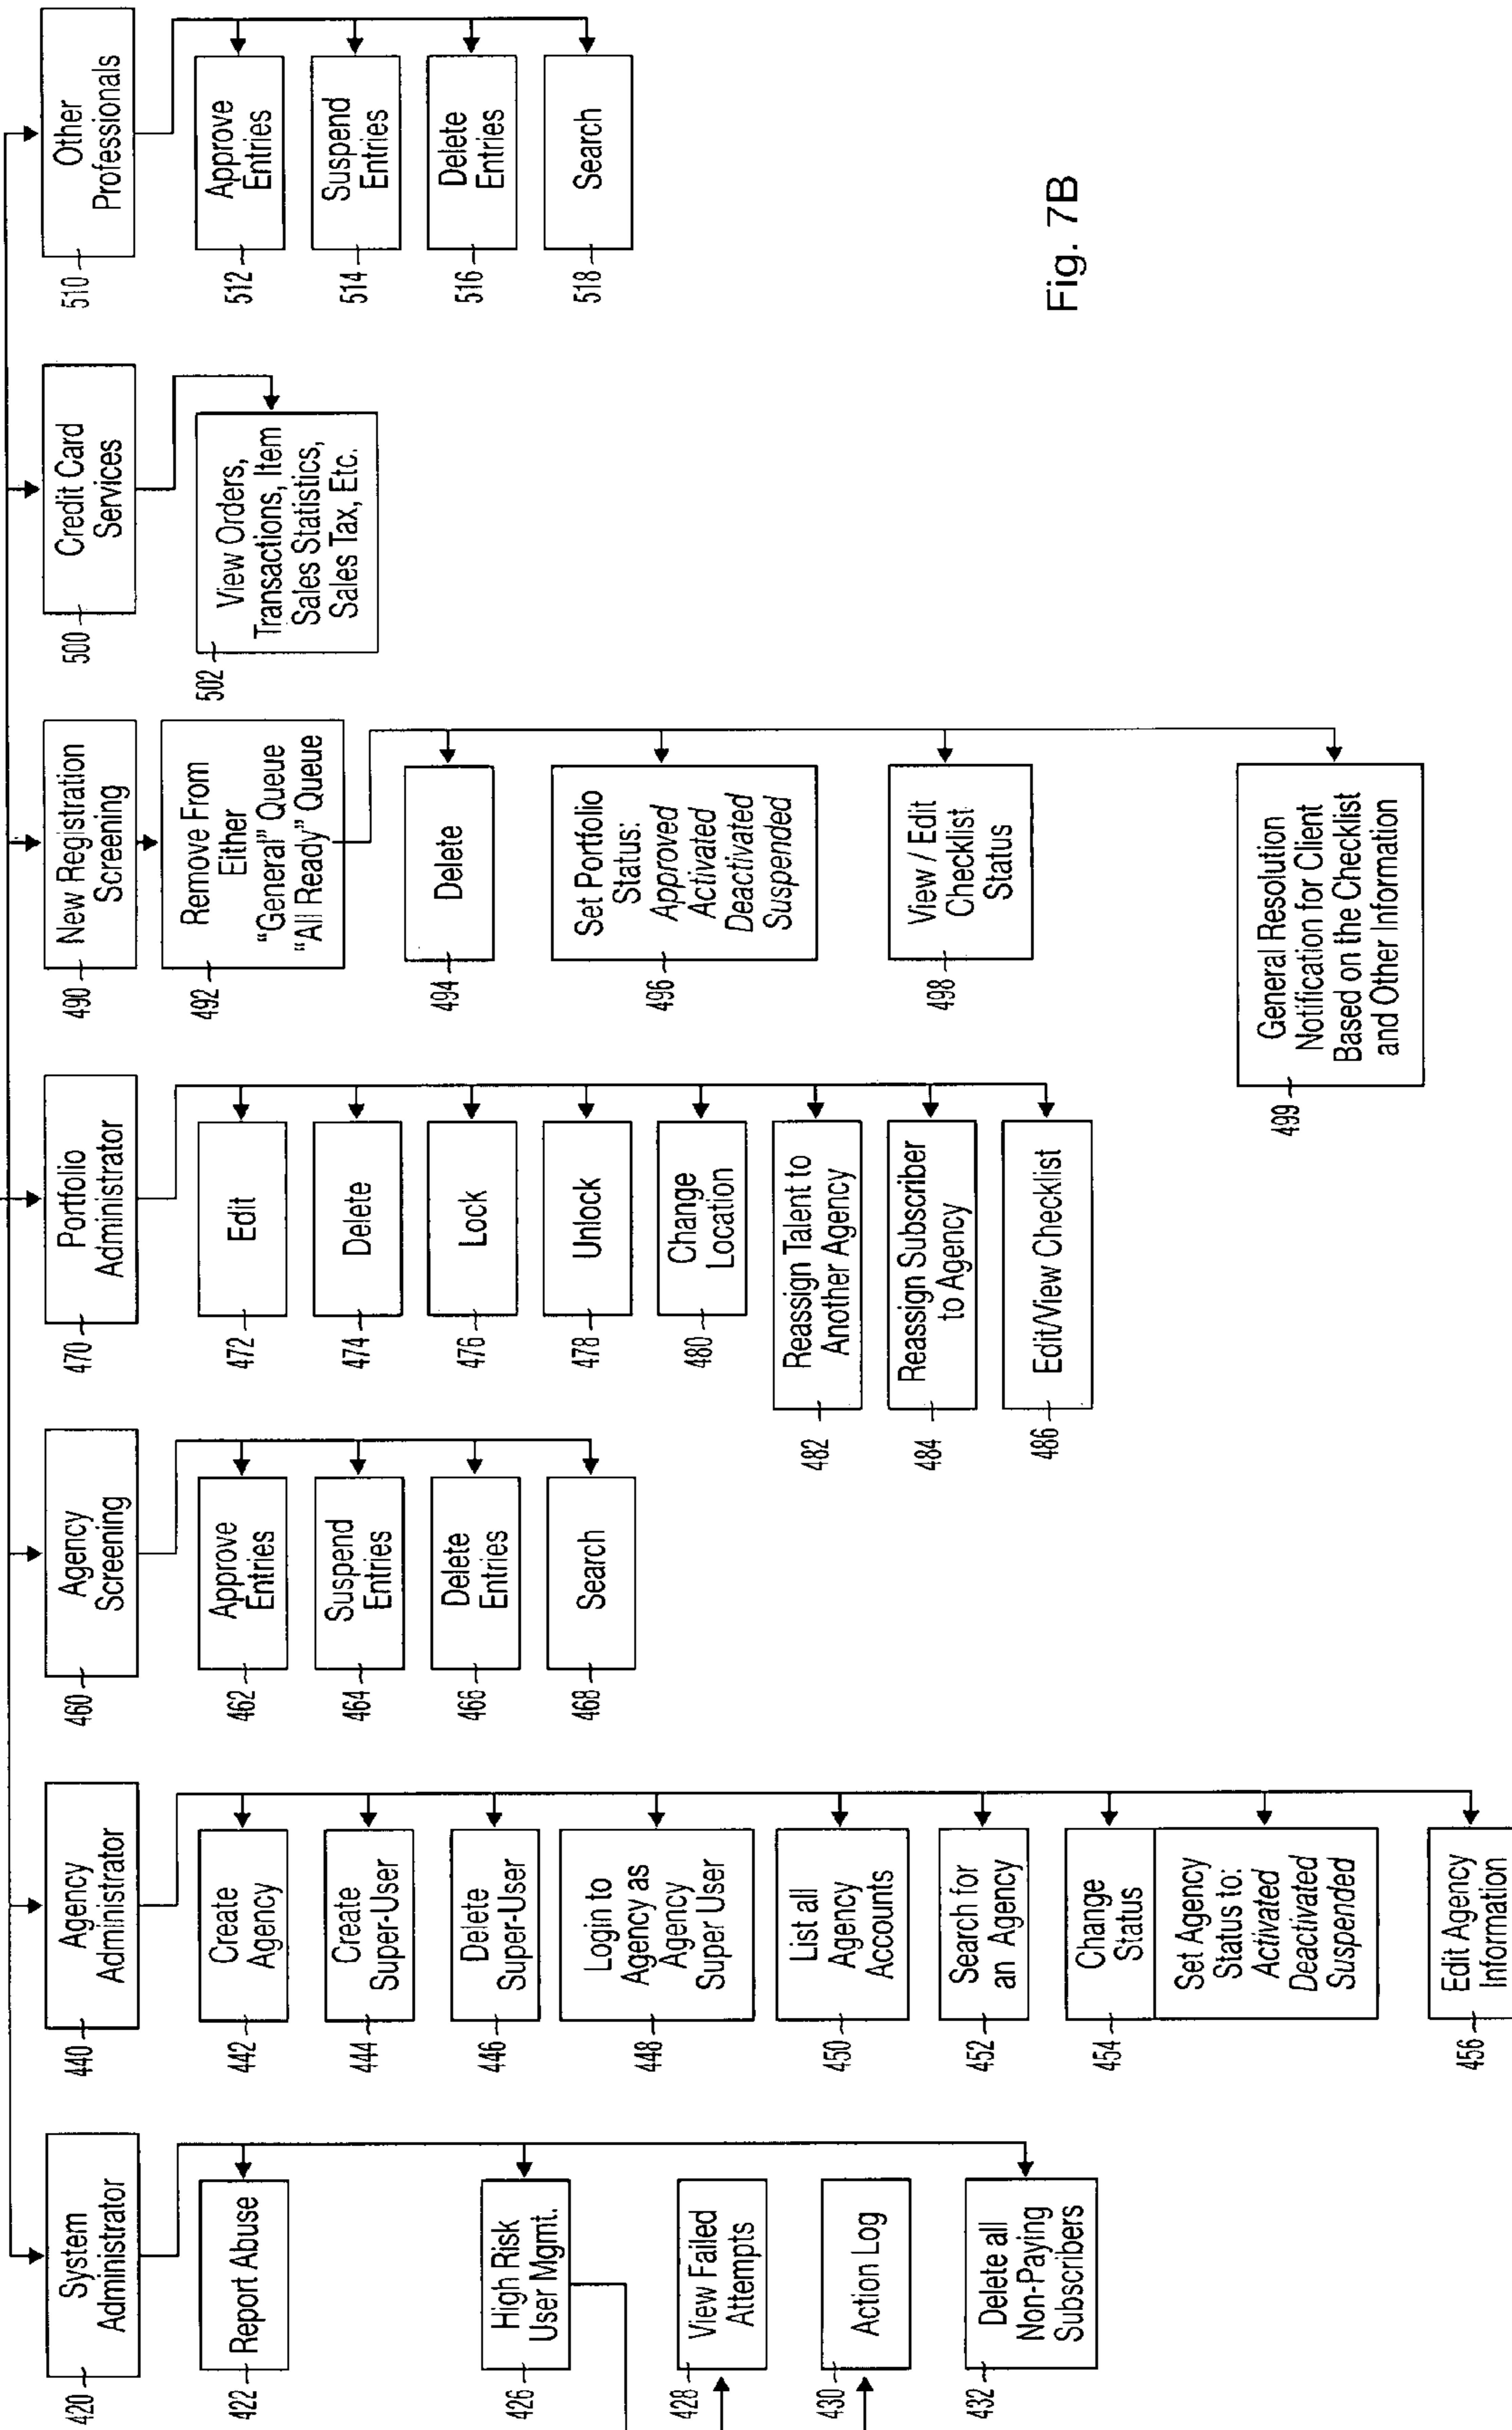 420
System
Administrator
422
Report Abuse
426
High Risk
User Mgmt.
428
View Failed
Attempts
430
Action Log
432
Delete all
Non-Paying
Subscribers
440
Agency
Administrator
442
Create
Agency
444
Create
Super-User
446
Delete
Super-User
448
Login to
Agency as
Agency
Super User
450
List all
Agency
Accounts
452
Search for
an Agency
454
Change
Status
Set Agency
Status to:
Activated
Deactivated
Suspended
456
Edit Agency
Information
460
Agency
Screening
462
Approve
Entries
464
Suspend
Entries
466
Delete
Entries
468
Search
470
Portfolio
Administrator
472
Edit
474
Delete
476
Lock
478
Unlock
480
Change
Location
482
Reassign Talent to
Another Agency
484
Reassign Subscriber
to Agency
486
Edit/View Checklist
490
New Registration
Screening
492
Remove From
Either
“General” Queue
“All Ready” Queue
494
Delete
496
Set Portfolio
Status:
Approved
Activated
Deactivated
Suspended
498
View / Edit
Checklist
Status
499
General Resolution
Notification for Client
Based on the Checklist
and Other Information
500
Credit Card
Services
502
View Orders,
Transactions, Item
Sales Statistics,
Sales Tax, Etc.
510
Other
Professionals
512
Approve
Entries
514
Suspend
Entries
516
Delete
Entries
518
Search
Fig. 7B